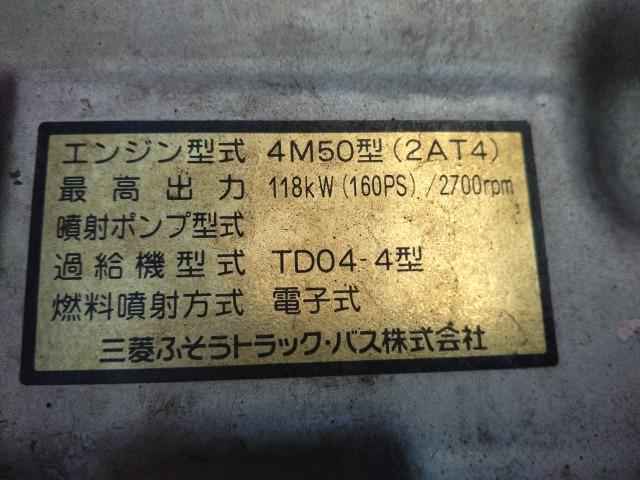 エンジン型式 4M50型(2AT4)
最高出力 118kW(160PS)/2700rpm
噴射ポンプ型式
過給機型式 TD04-4型
燃料噴射方式 電子式
三菱ふそうトラック・バス株式会社